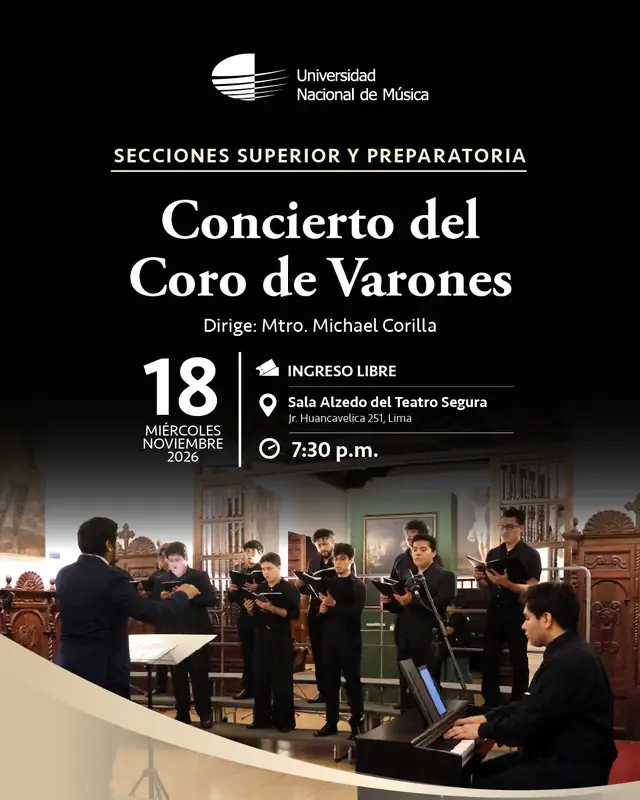 Universidad
Nacional de Música
SECCIONES SUPERIOR Y PREPARATORIA
Concierto del
Coro de Varones
Dirige: Mtro. Michael Corilla
18
MIÉRCOLES
NOVIEMBRE
2026
INGRESO LIBRE
Sala Alzedo del Teatro Segura
Jr. Huancavelica 251, Lima
7:30 p.m.